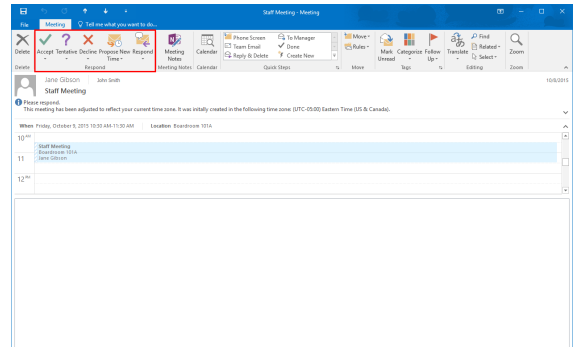 Staff Meeting - Meeting
File Meeting Tell me what you want to do...
Delete Accept Tentative Decline Propose New Time Respond Meeting Notes Calendar Phone Screen To Manager Move Mark Unread Categorize Follow Up Translate Find Zoom
Team Email Done Rules Related
Reply & Delete Create New Select
Delete Respond Meeting Notes Calendar Quick Steps Move Tags Editing Zoom
Jane Gibson John Smith 10/8/2015
Staff Meeting
Please respond.
This meeting has been adjusted to reflect your current time zone. It was initially created in the following time zone: (UTC-05:00) Eastern Time (US & Canada).
When Friday, October 9, 2015 10:30 AM-11:30 AM Location Boardroom 101A
10 AM
Staff Meeting
Boardroom 101A
11 Jane Gibson
12 PM